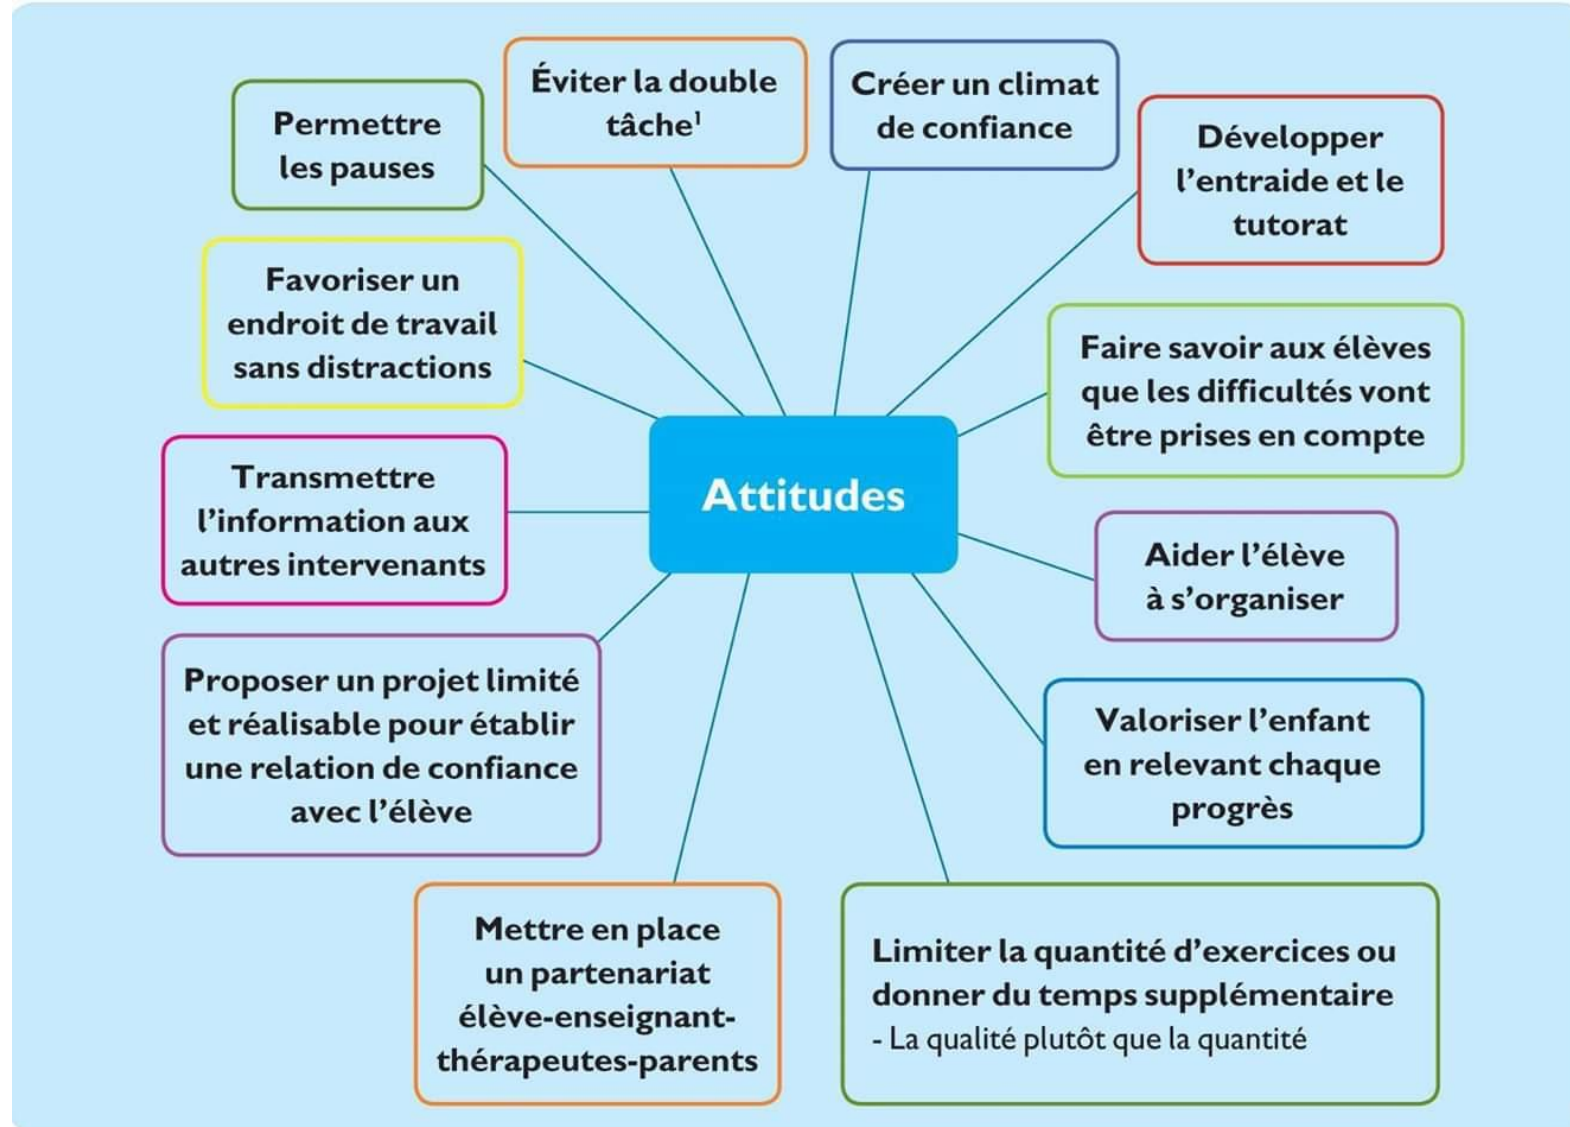 Éviter la double
tâche¹
Créer un climat
de confiance
Permettre
les pauses
Développer
l’entraide et le
tutorat
Favoriser un
endroit de travail
sans distractions
Faire savoir aux élèves
que les difficultés vont
être prises en compte
Transmettre
l’information aux
autres intervenants
Attitudes
Aider l’élève
à s’organiser
Proposer un projet limité
et réalisable pour établir
une relation de confiance
avec l’élève
Valoriser l’enfant
en relevant chaque
progrès
Mettre en place
un partenariat
élève-enseignant-
thérapeutes-parents
Limiter la quantité d’exercices ou
donner du temps supplémentaire
- La qualité plutôt que la quantité